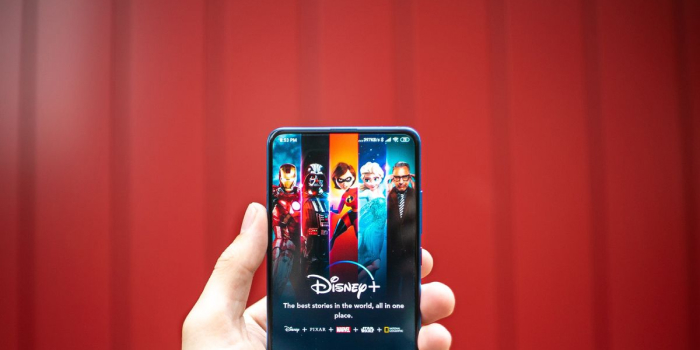 Disney+
The best stories in the world, all in one
place.
Disney + PIXAR + MARVEL + STAR WARS + NATIONAL GEOGRAPHIC